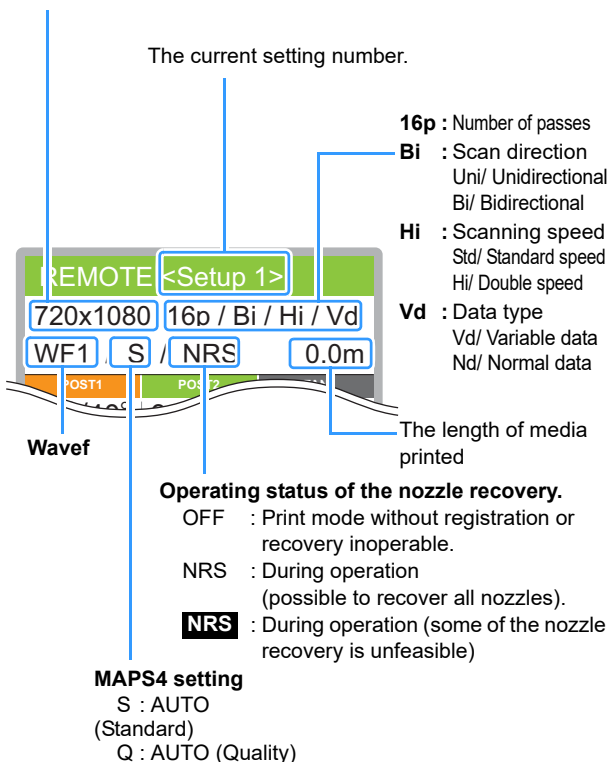 The current setting number.
16p : Number of passes
Bi : Scan direction
Uni/ Unidirectional
Bi/ Bidirectional
Hi : Scanning speed
Std/ Standard speed
Hi/ Double speed
Vd : Data type
Vd/ Variable data
Nd/ Normal data
REMOTE <Setup 1>
720x1080 16p / Bi / Hi / Vd
WF1 / S / NRS 0.0m
POST1 POST2
Wavef
The length of media
printed
Operating status of the nozzle recovery.
OFF : Print mode without registration or
recovery inoperable.
NRS : During operation
(possible to recover all nozzles).
NRS : During operation (some of the nozzle
recovery is unfeasible)
MAPS4 setting
S : AUTO
(Standard)
Q : AUTO (Quality)